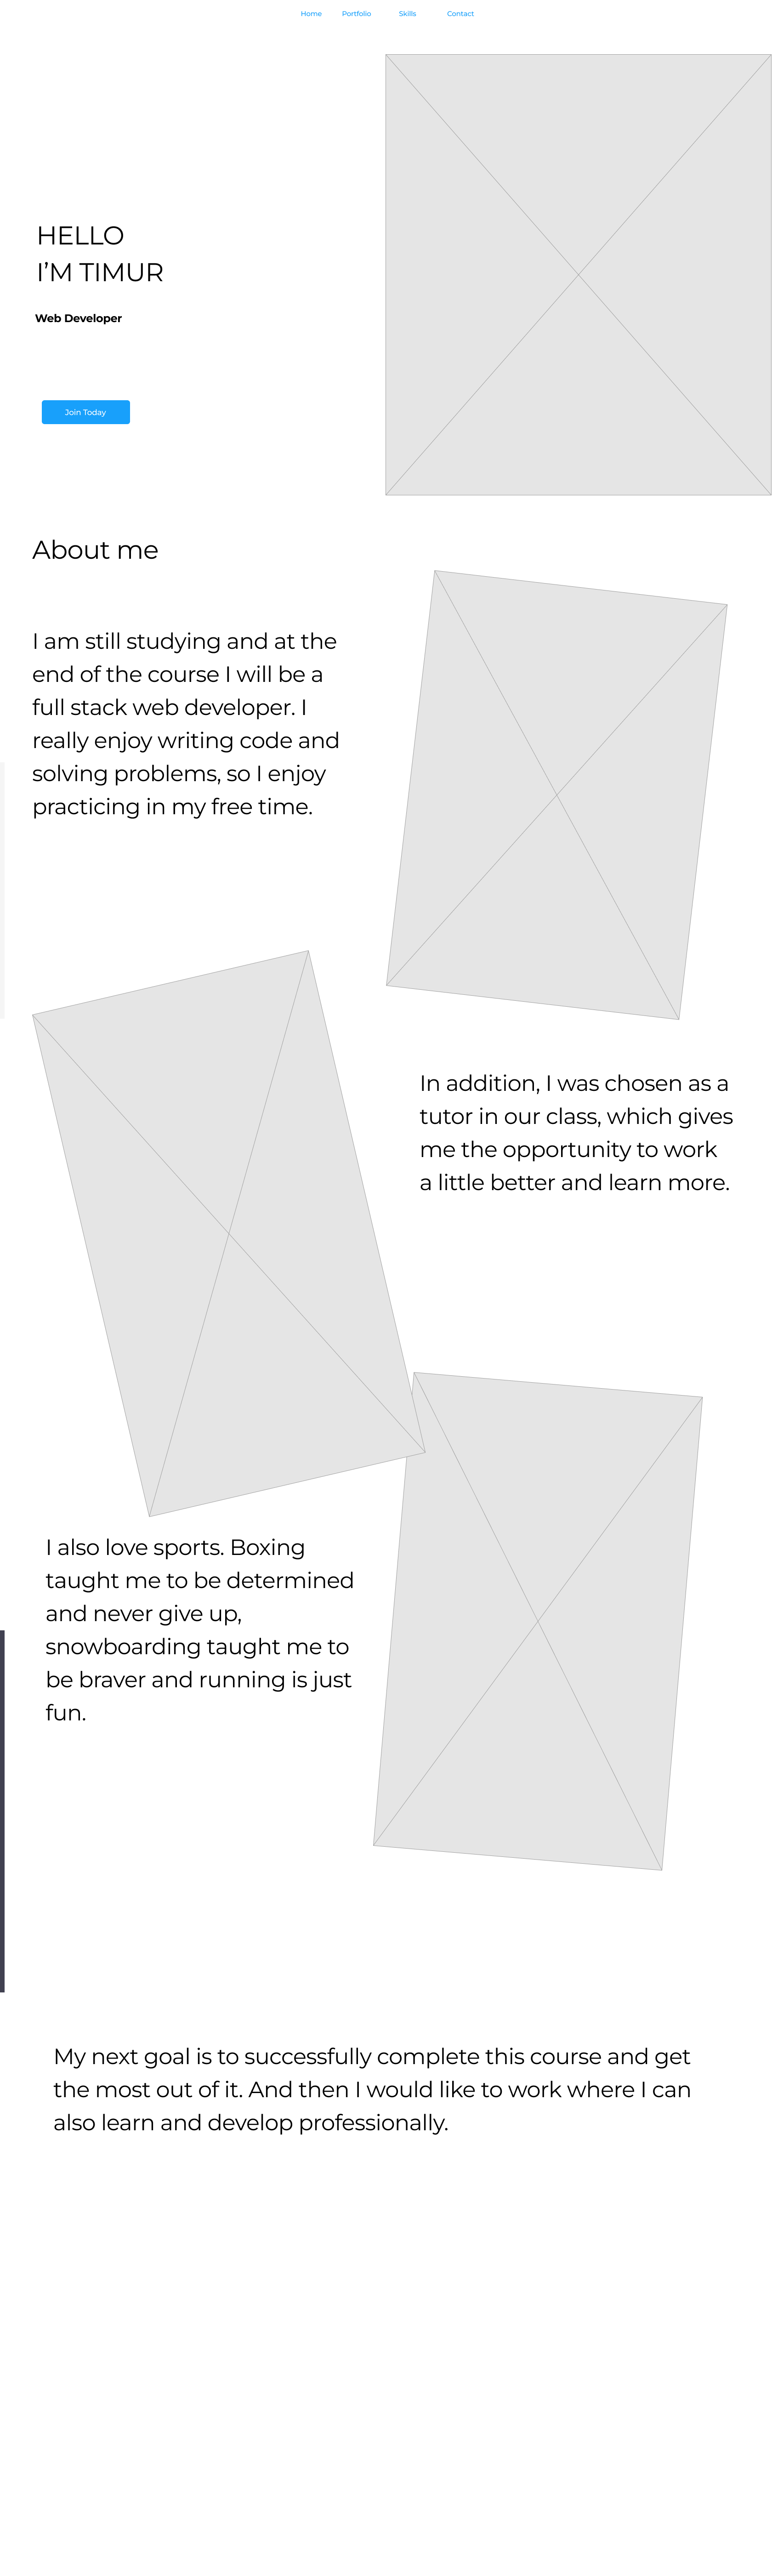 Home Portfolio Skills Contact
HELLO
I'M TIMUR
Web Developer
Join Today
About me
I am still studying and at the
end of the course I will be a
full stack web developer. I
really enjoy writing code and
solving problems, so I enjoy
practicing in my free time.
In addition, I was chosen as a
tutor in our class, which gives
me the opportunity to work
a little better and learn more.
I also love sports. Boxing
taught me to be determined
and never give up,
snowboarding taught me to
be braver and running is just
fun.
My next goal is to successfully complete this course and get
the most out of it. And then I would like to work where I can
also learn and develop professionally.